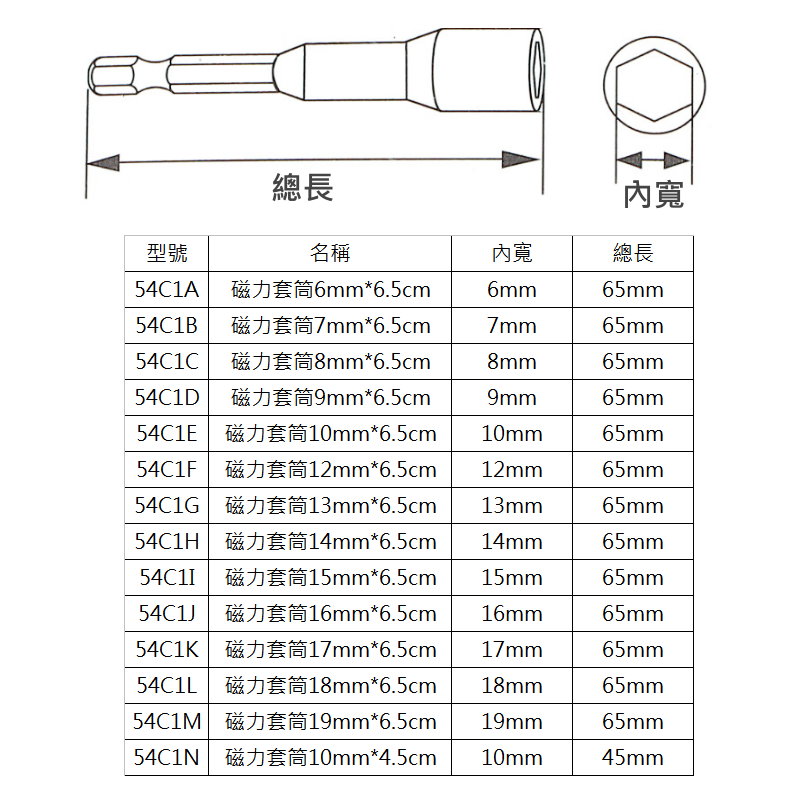 總長
內寬
型號 名稱 內寬 總長
54C1A 磁力套筒6mm*6.5cm 6mm 65mm
54C1B 磁力套筒7mm*6.5cm 7mm 65mm
54C1C 磁力套筒8mm*6.5cm 8mm 65mm
54C1D 磁力套筒9mm*6.5cm 9mm 65mm
54C1E 磁力套筒10mm*6.5cm 10mm 65mm
54C1F 磁力套筒12mm*6.5cm 12mm 65mm
54C1G 磁力套筒13mm*6.5cm 13mm 65mm
54C1H 磁力套筒14mm*6.5cm 14mm 65mm
54C1I 磁力套筒15mm*6.5cm 15mm 65mm
54C1J 磁力套筒16mm*6.5cm 16mm 65mm
54C1K 磁力套筒17mm*6.5cm 17mm 65mm
54C1L 磁力套筒18mm*6.5cm 18mm 65mm
54C1M 磁力套筒19mm*6.5cm 19mm 65mm
54C1N 磁力套筒10mm*4.5cm 10mm 45mm